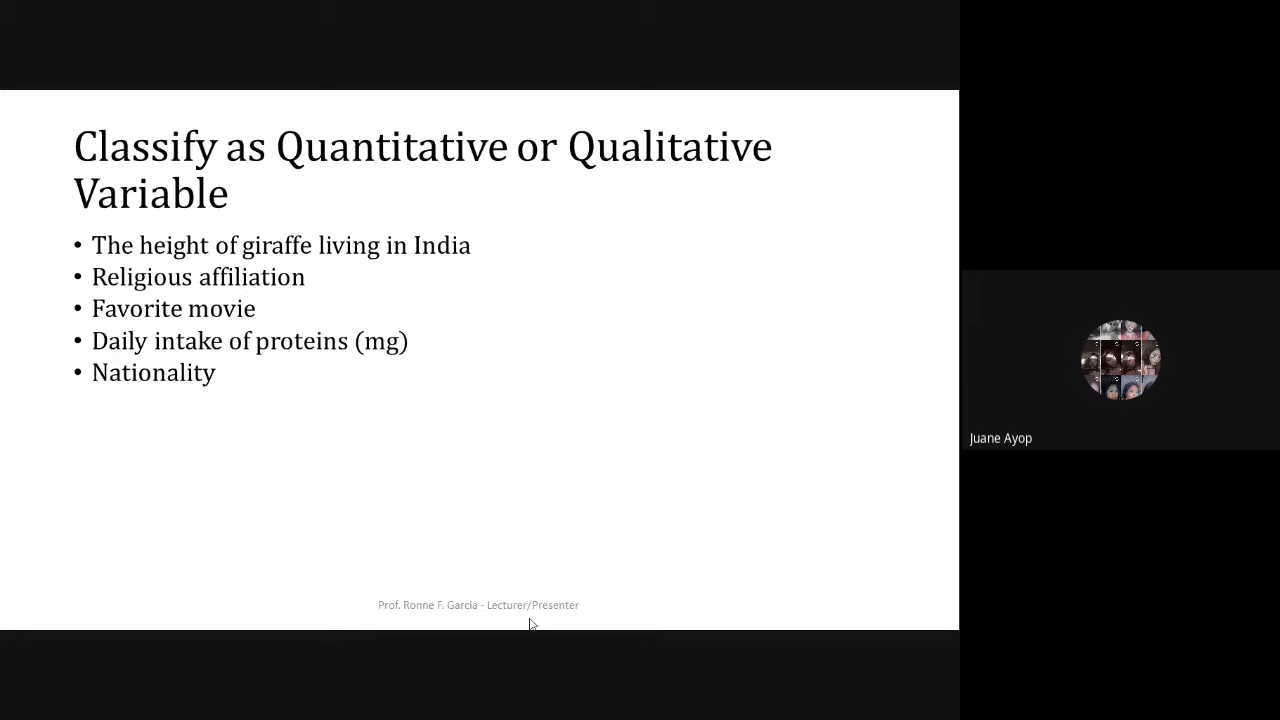 Classify as Quantitative or Qualitative
Variable
• The height of giraffe living in India
• Religious affiliation
• Favorite movie
• Daily intake of proteins (mg)
• Nationality
Prof. Ronne F. Garcia - Lecturer/Presenter
Juane Ayop